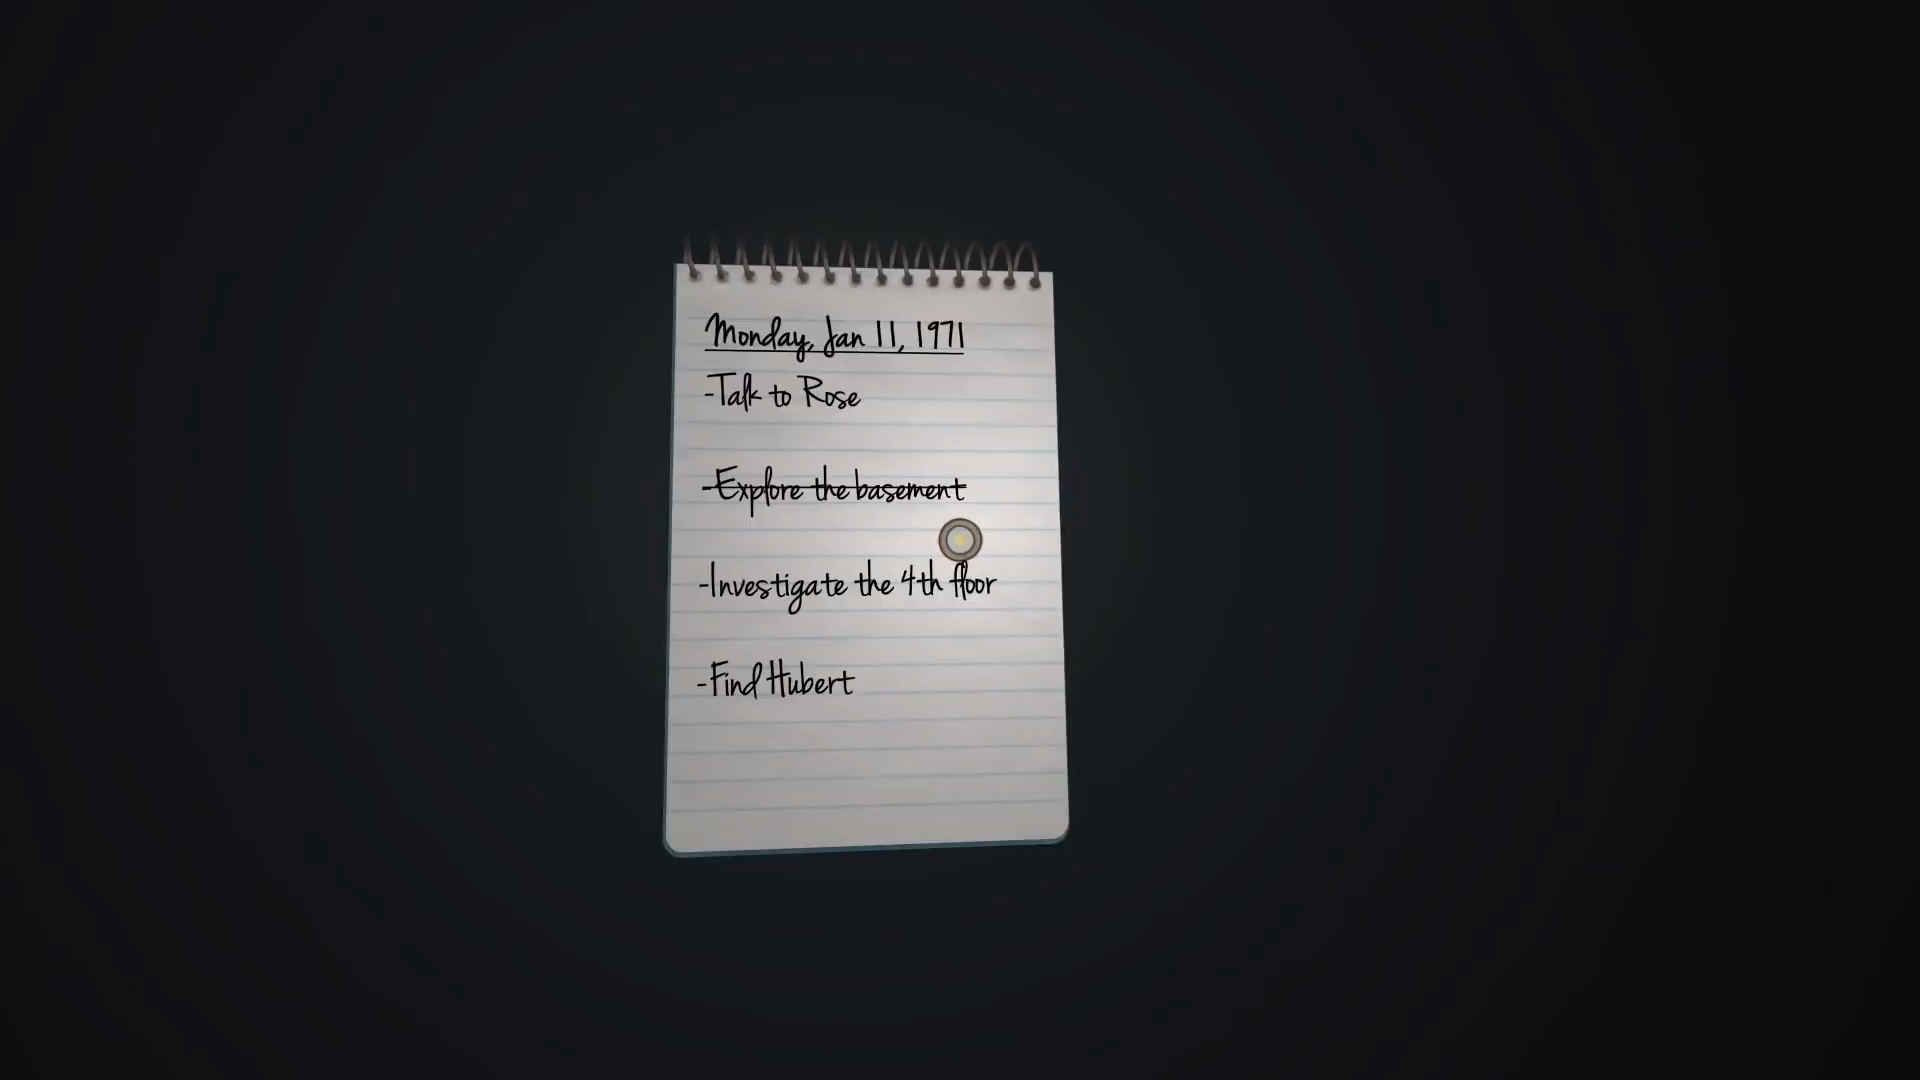 Monday, Jan 11, 1971
-Talk to Rose
-Explore the basement
-Investigate the 4th floor
-Find Hubert